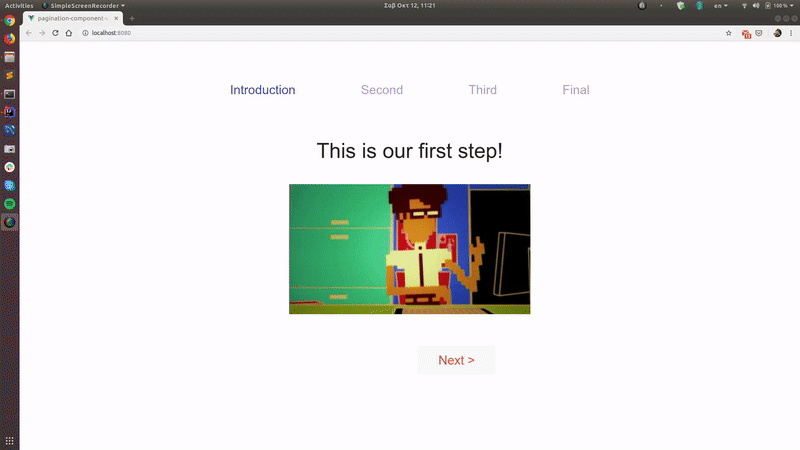 Activities SimpleScreenRecorder Σαβ Οκτ 12, 11:21 en 100 %
pagination-component-
localhost:8080
Introduction Second Third Final
This is our first step!
Next >